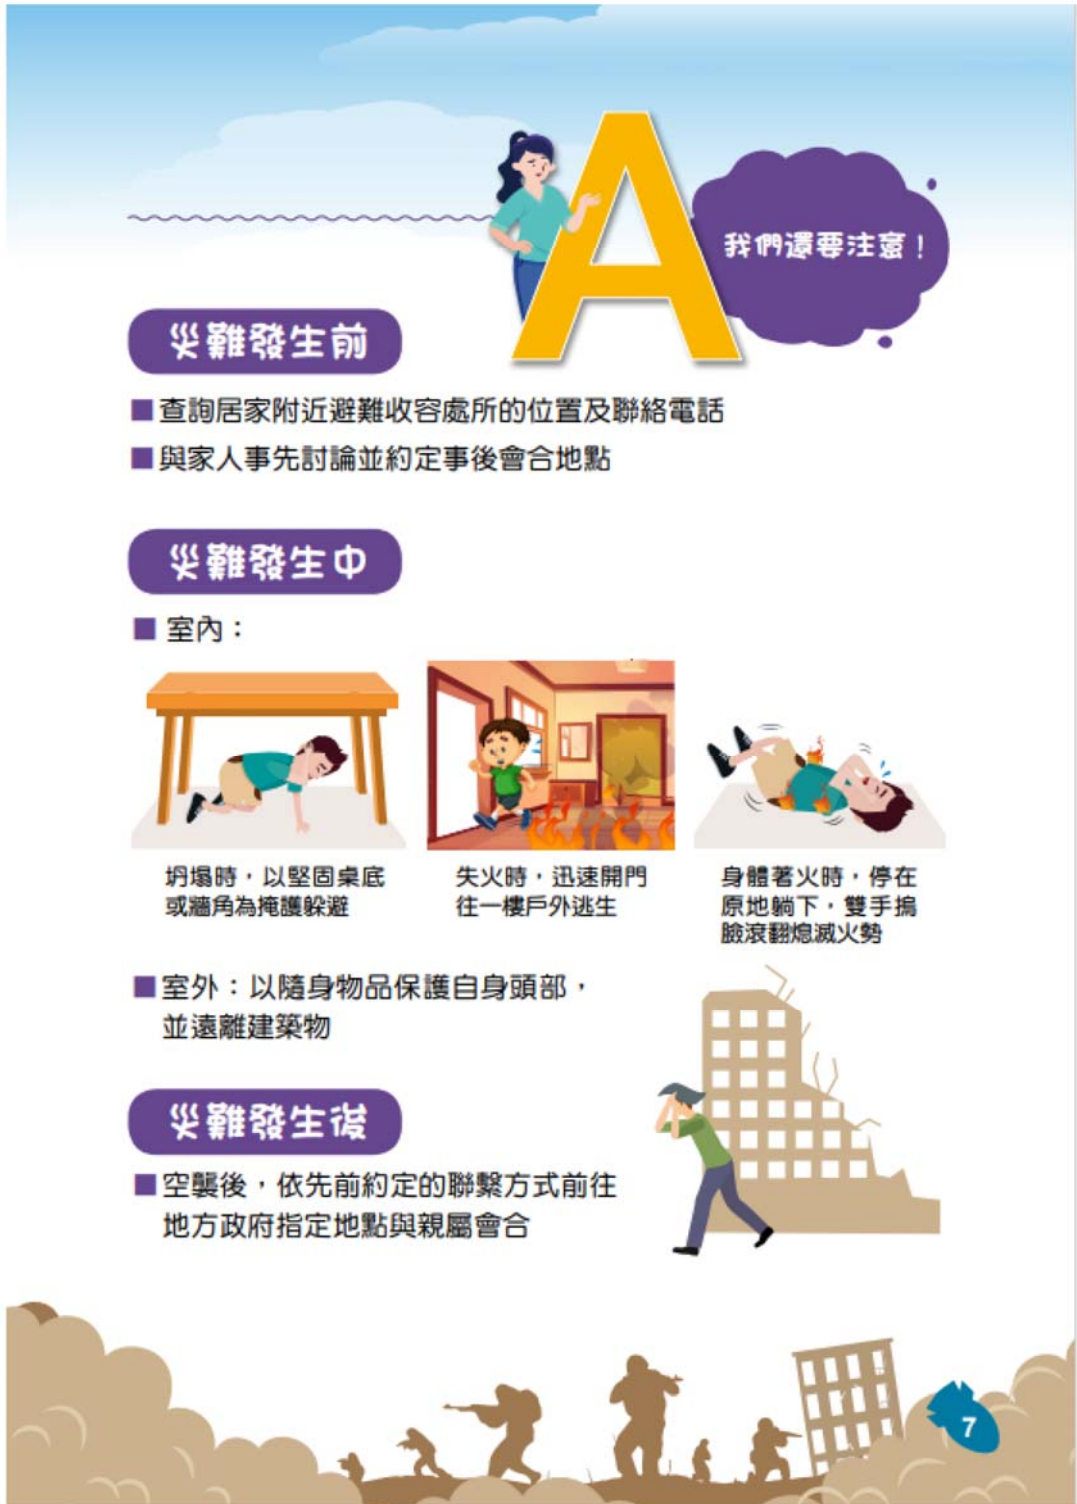 A
我們還要注意！
災難發生前
■查詢居家附近避難收容處所的位置及聯絡電話
■與家人事先討論並約定事後會合地點
災難發生中
■ 室內：
坍塌時，以堅固桌底
或牆角為掩護躲避
失火時，迅速開門
往一樓戶外逃生
身體著火時，停在
原地躺下，雙手摀
臉滾翻熄滅火勢
■室外：以隨身物品保護自身頭部，
並遠離建築物
災難發生後
■空襲後，依先前約定的聯繫方式前往
地方政府指定地點與親屬會合
7